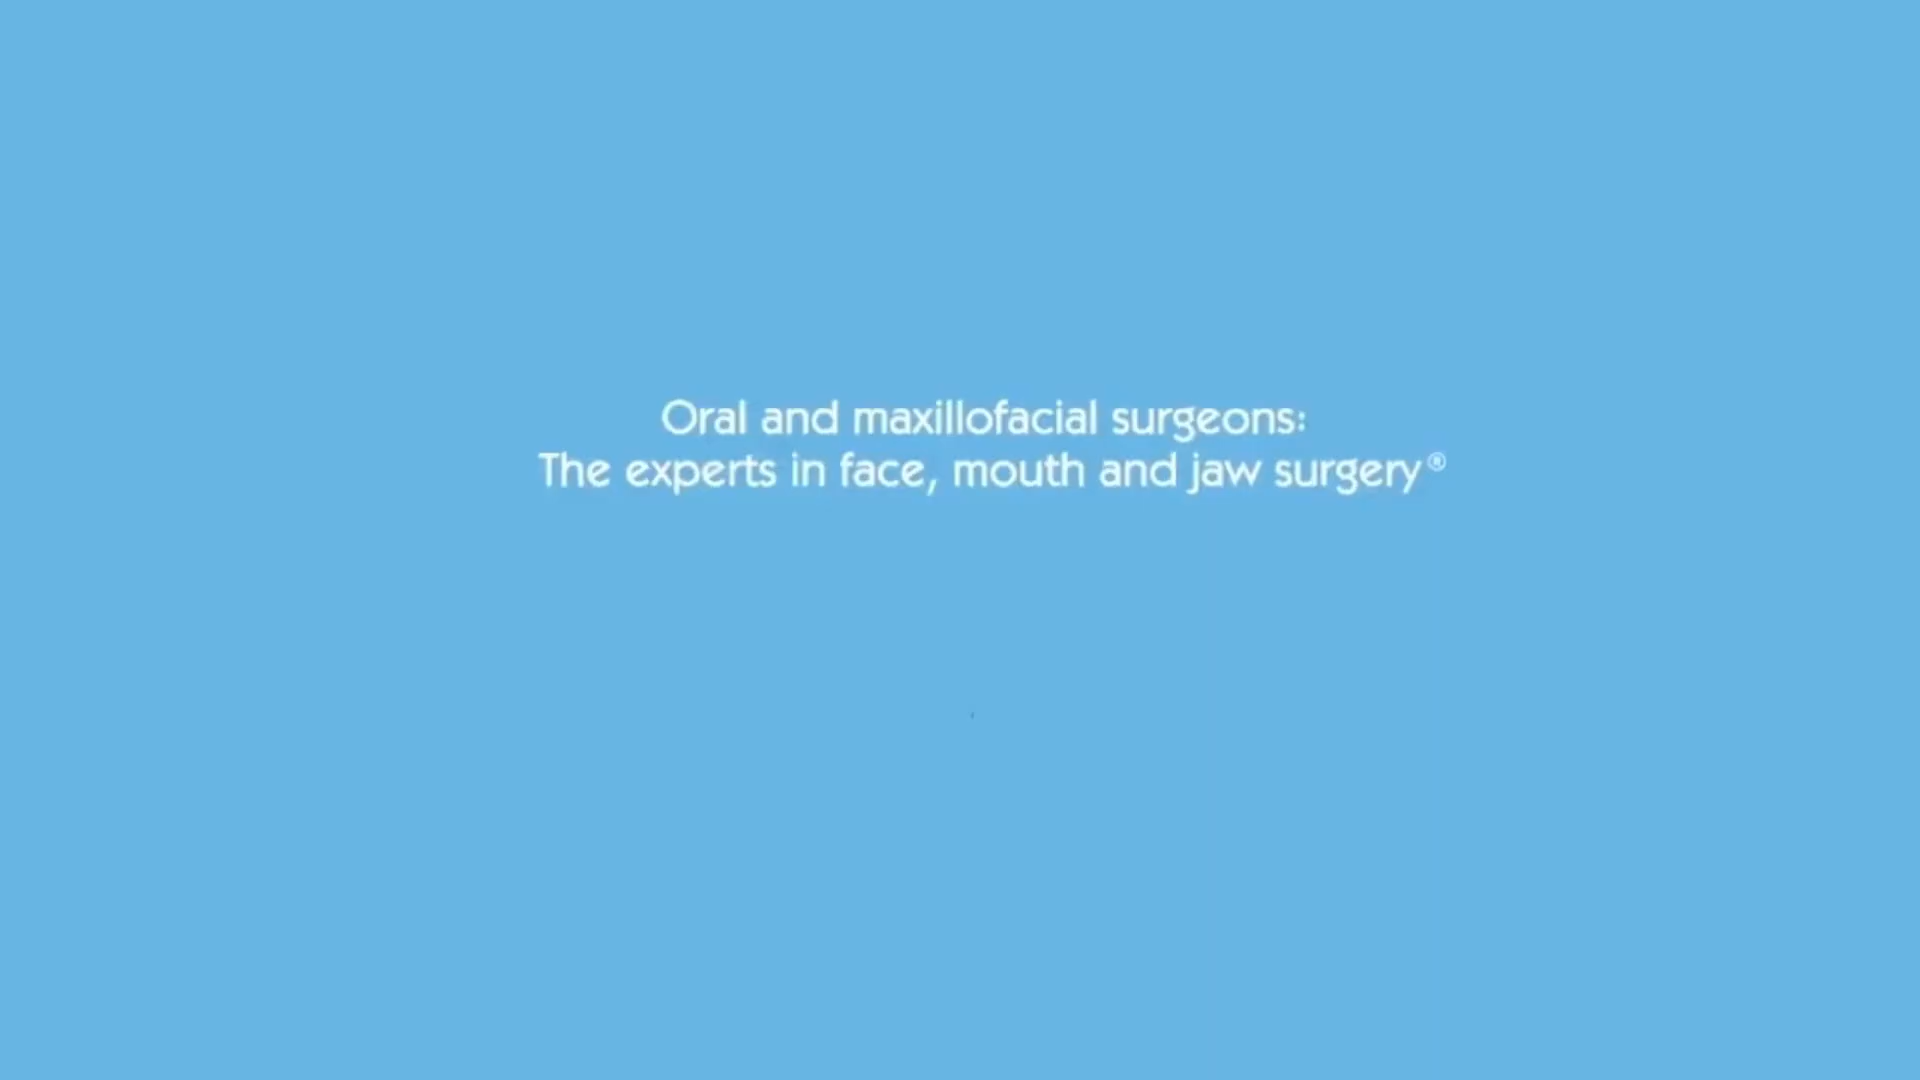 Oral and maxillofacial surgeons:
The experts in face, mouth and jaw surgery®